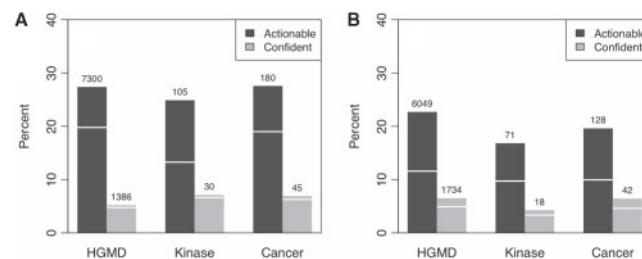 A
Percent
40
30
20
10
0
Actionable
Confident
7300
1386
105
30
180
45
HGMD
Kinase
Cancer
B
Percent
40
30
20
10
0
Actionable
Confident
6049
1734
71
18
128
42
HGMD
Kinase
Cancer